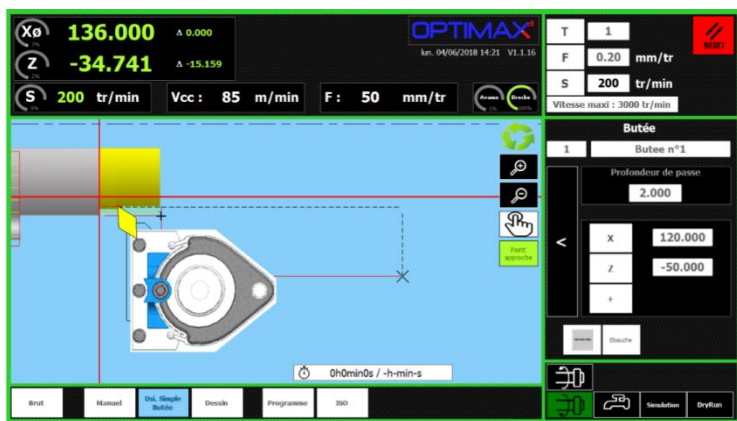 Xø 136.000 Δ 0.000
Z -34.741 Δ -15.159
OPTIMAX
lun. 04/06/2018 14:21 V1.1.16
S 200 tr/min Vcc : 85 m/min F : 50 mm/tr Avance Broche
T 1
F 0.20 mm/tr
S 200 tr/min
RESET
Vitesse maxi : 3000 tr/min
Butée
1 Butee n°1
Profondeur de passe
2.000
<
X 120.000
Z -50.000
+
Ebauche
Point
approche
0h0min0s / -h-min-s
Brut
Manuel
Usi. Simple
Butée
Dessin
Programme
ISO
Simulation
DryRun